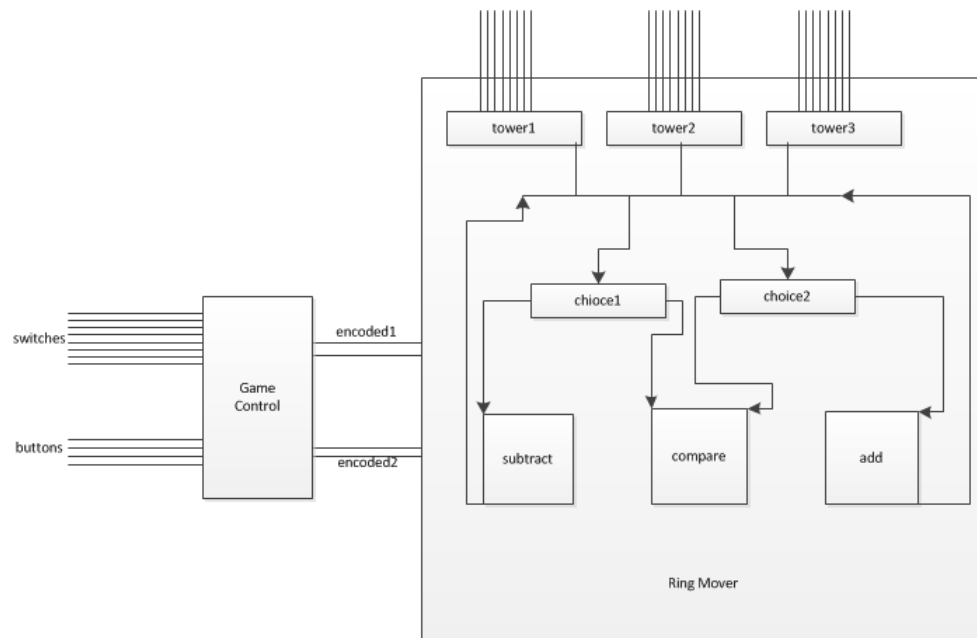 tower1
tower2
tower3
chioce1
choice2
switches
encoded1
Game
Control
buttons
encoded2
subtract
compare
add
Ring Mover